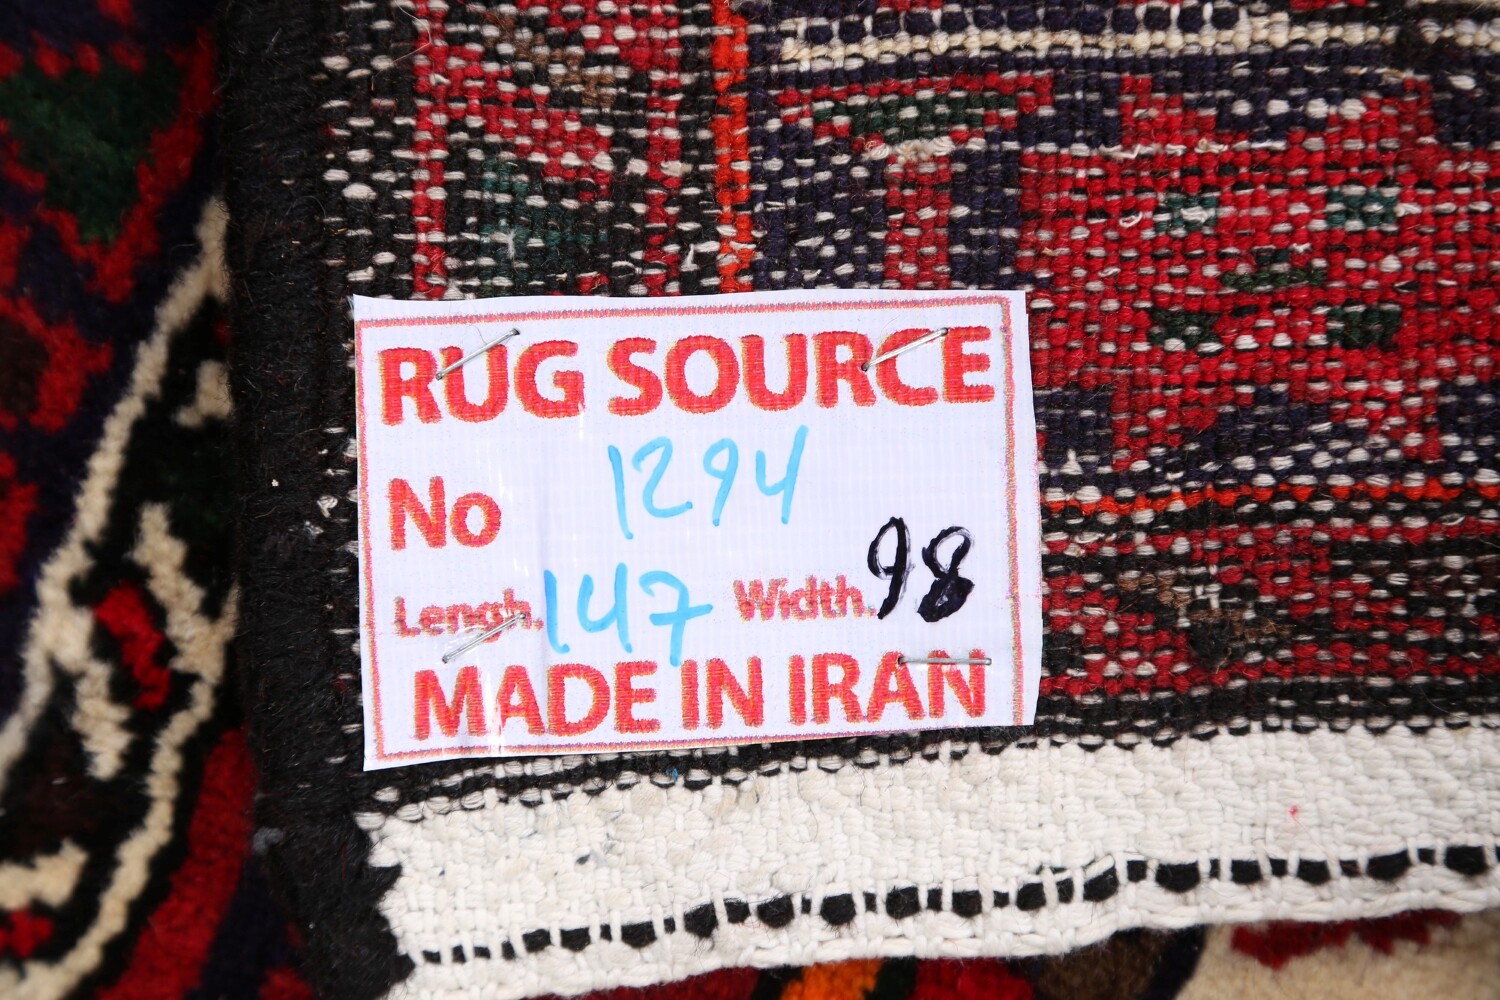 RUG SOURCE
No 1294
Lengh. 147 Width. 98
MADE IN IRAN